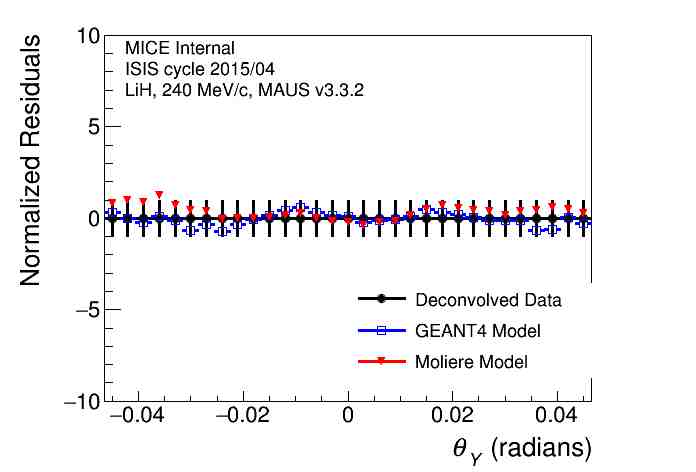 MICE Internal
ISIS cycle 2015/04
LiH, 240 MeV/c, MAUS v3.3.2
Normalized Residuals
10
5
0
−5
−10
Deconvolved Data
GEANT4 Model
Moliere Model
−0.04 −0.02 0 0.02 0.04
θ_Y (radians)